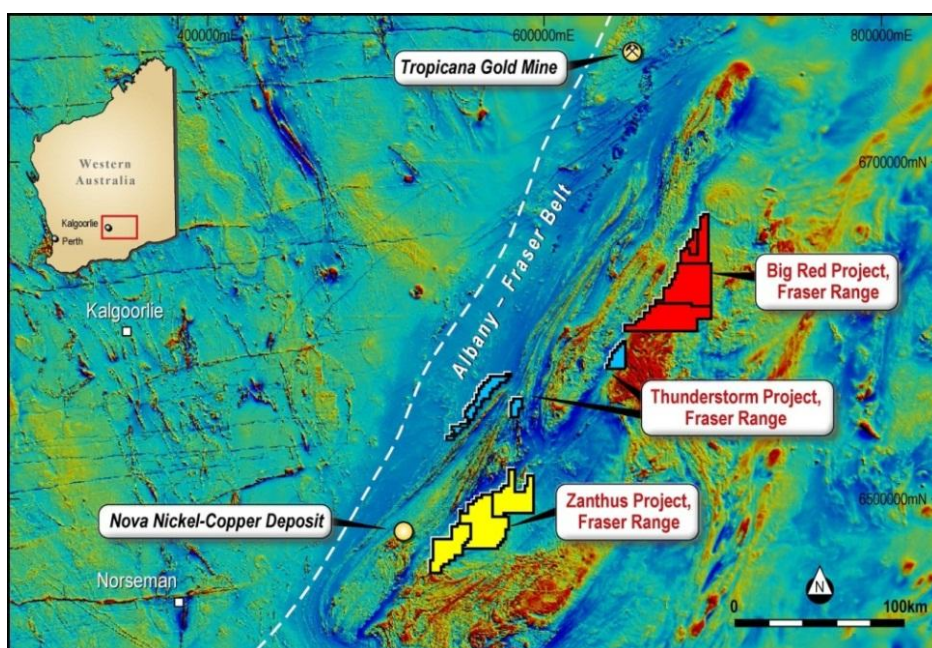 400000mE
600000mE
800000mE
Tropicana Gold Mine
Western
Australia
Kalgoorlie
Perth
6700000mN
Albany – Fraser Belt
Big Red Project,
Fraser Range
Kalgoorlie
Thunderstorm Project,
Fraser Range
Zanthus Project,
Fraser Range
6500000mN
Nova Nickel-Copper Deposit
Norseman
N
0
100km